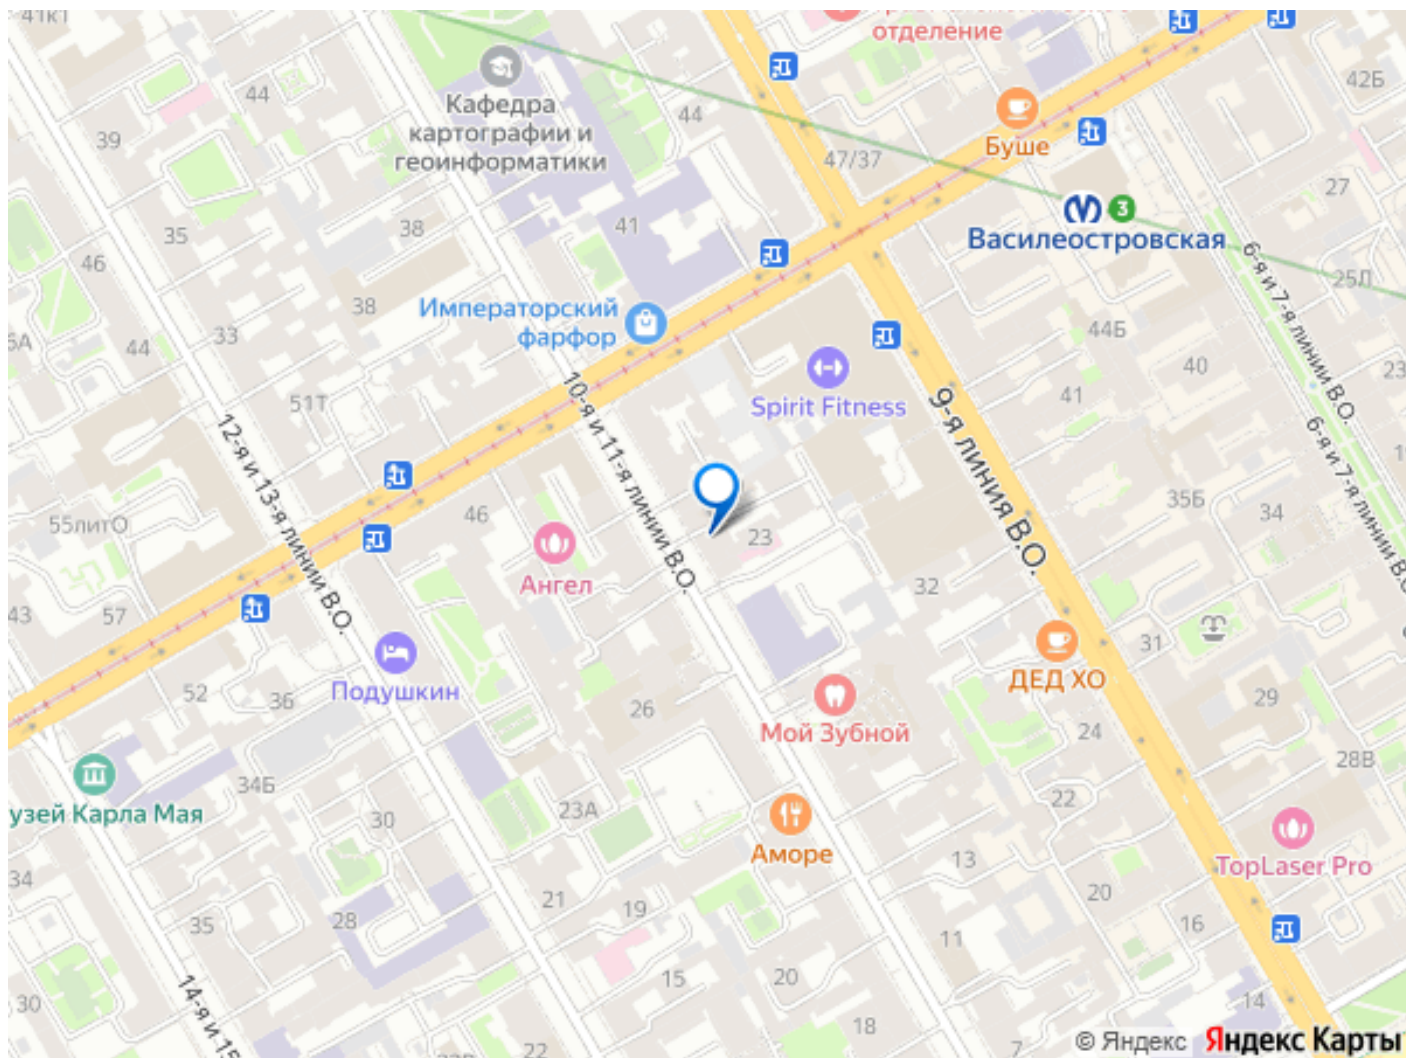 41к1
отделение
42Б
44
Кафедра
картографии и
геоинформатики
44
Буше
39
47/37
27
3
Василеостровская
35
38
41
46
6-я и 7-я линии В.О.
25Л
38
Императорский
фарфор
33
44
44Б
40
23
Spirit Fitness
41
51Т
10-я и 11-я линии В.О.
9-я линия В.О.
12-я и 13-я линии В.О.
6-я и 7-я линии В.О.
35Б
34
55литО
46
23
Ангел
32
43
57
31
ДЕД ХО
Подушкин
52
36
26
29
Мой Зубной
24
28В
34Б
узей Карла Мая
23А
22
30
Аморе
TopLaser Pro
13
34
20
21
19
28
35
16
11
15
20
14-я и 15
30
14
18
7
22
© Яндекс Яндекс Карты